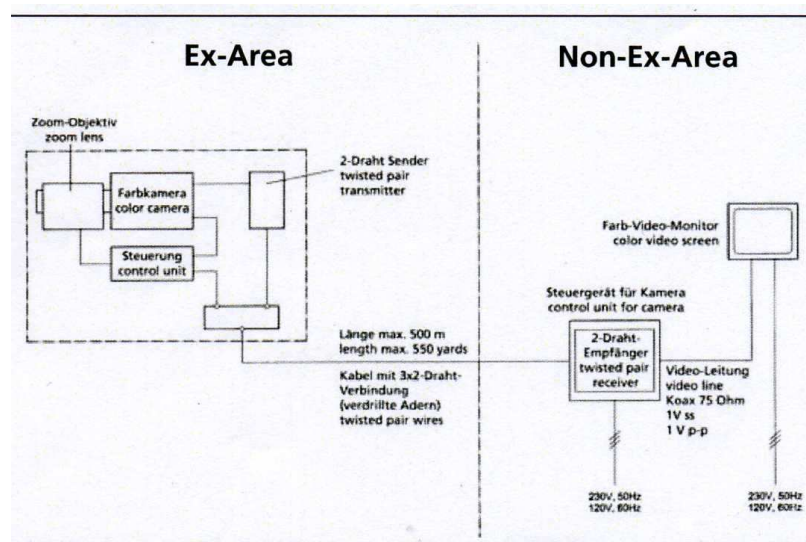 Ex-Area
Non-Ex-Area
Zoom-Objektiv
zoom lens
Farbkamera
color camera
Steuerung
control unit
2-Draht Sender
twisted pair
transmitter
Länge max. 500 m
length max. 550 yards
Kabel mit 3x2-Draht-
Verbindung
(verdrillte Adern)
twisted pair wires
Farb-Video-Monitor
color video screen
Steuergerät für Kamera
control unit for camera
2-Draht-
Empfänger
twisted pair
receiver
Video-Leitung
video line
Koax 75 Ohm
1V ss
1 V p-p
230V, 50Hz
120V, 60Hz
230V, 50Hz
120V, 60Hz